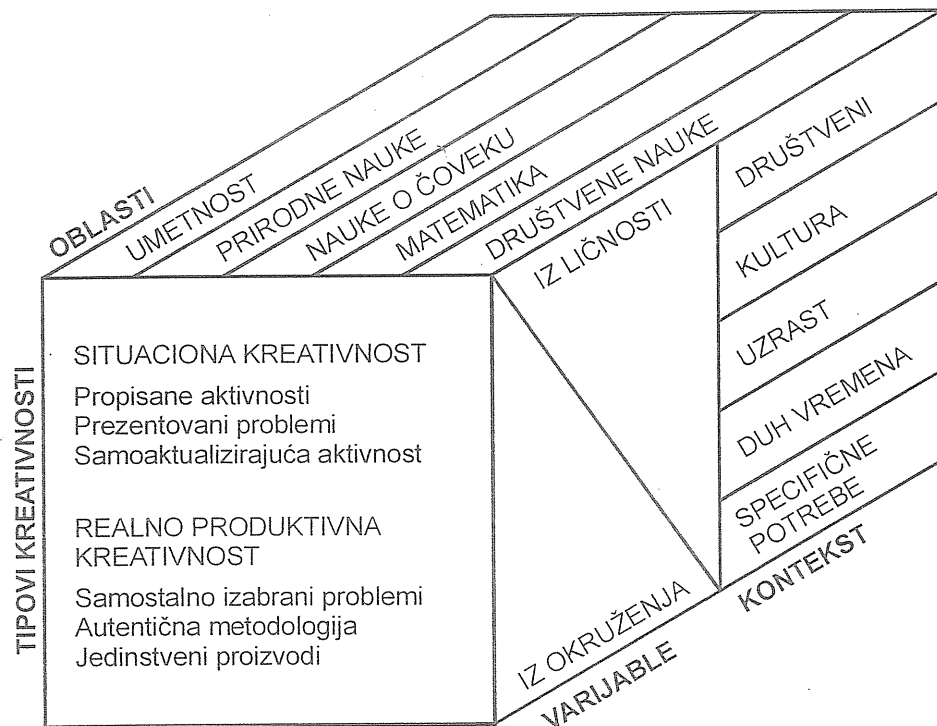 OBLASTI
UMETNOST
PRIRODNE NAUKE
NAUKE O ČOVEKU
MATEMATIKA
DRUŠTVENE NAUKE
TIPOVI KREATIVNOSTI
SITUACIONA KREATIVNOST
Propisane aktivnosti
Prezentovani problemi
Samoaktualizirajuća aktivnost
REALNO PRODUKTIVNA
KREATIVNOST
Samostalno izabrani problemi
Autentična metodologija
Jedinstveni proizvodi
IZ LIČNOSTI
IZ OKRUŽENJA
VARIJABLE
DRUŠTVENI
KULTURA
UZRAST
DUH VREMENA
SPECIFIČNE
POTREBE
KONTEKST